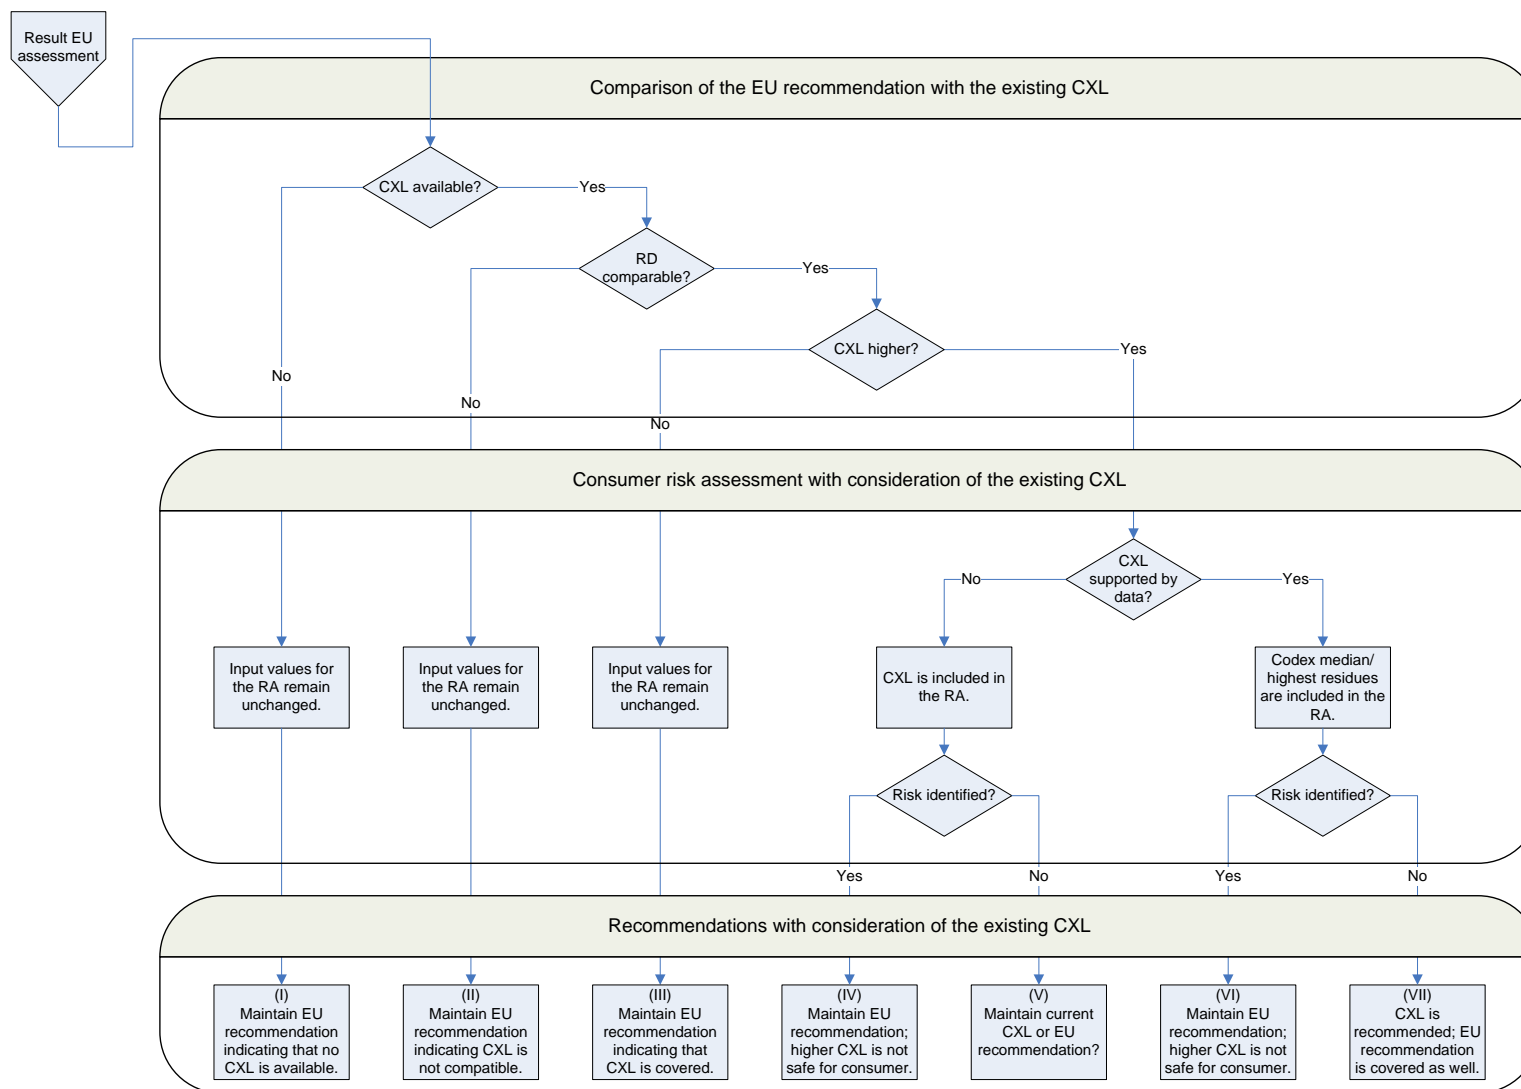 Result EU
assessment
Comparison of the EU recommendation with the existing CXL
CXL available?
Yes
RD
comparable?
Yes
CXL higher?
Yes
No
No
No
Consumer risk assessment with consideration of the existing CXL
CXL
supported by
data?
No
Yes
Input values for
the RA remain
unchanged.
Input values for
the RA remain
unchanged.
Input values for
the RA remain
unchanged.
CXL is included in
the RA.
Codex median/
highest residues
are included in the
RA.
Risk identified?
Risk identified?
Yes
No
Yes
No
Recommendations with consideration of the existing CXL
(I)
Maintain EU
recommendation
indicating that no
CXL is available.
(II)
Maintain EU
recommendation
indicating CXL is
not compatible.
(III)
Maintain EU
recommendation
indicating that
CXL is covered.
(IV)
Maintain EU
recommendation;
higher CXL is not
safe for consumer.
(V)
Maintain current
CXL or EU
recommendation?
(VI)
Maintain EU
recommendation;
higher CXL is not
safe for consumer.
(VII)
CXL is
recommended; EU
recommendation
is covered as well.